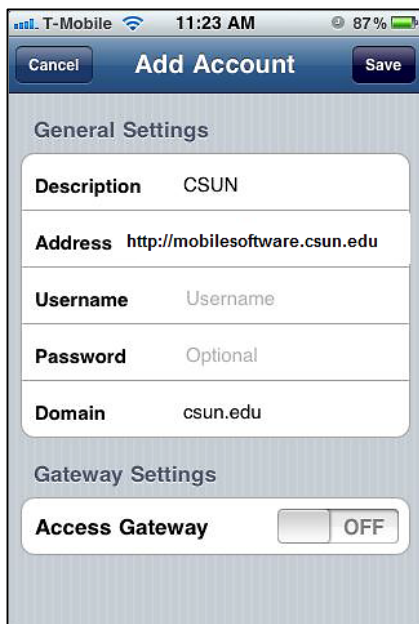 T-Mobile 11:23 AM 87%
Cancel Add Account Save
General Settings
Description CSUN
Address http://mobilesoftware.csun.edu
Username Username
Password Optional
Domain csun.edu
Gateway Settings
Access Gateway OFF